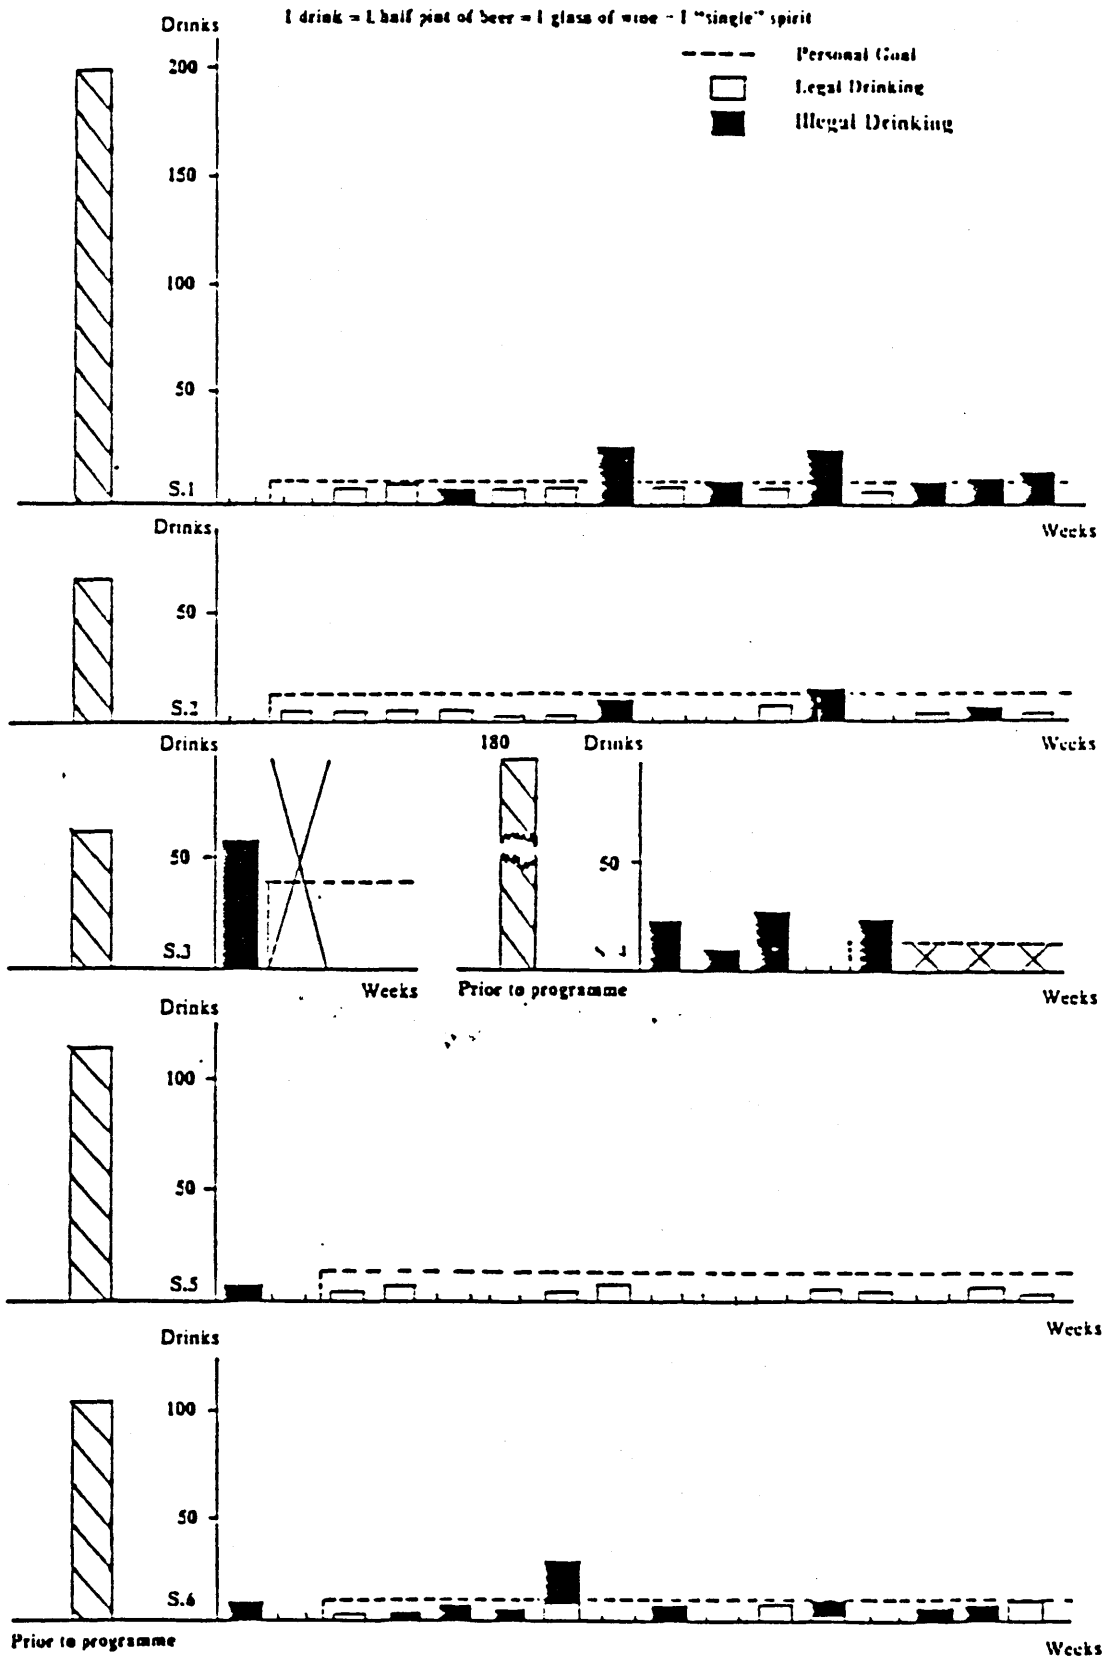 Drinks
1 drink = 1 half pint of beer = 1 glass of wine = 1 "single" spirit
Personal Goal
Legal Drinking
Illegal Drinking
200
150
100
50
S.1
Weeks
Drinks
50
S.2
Weeks
Drinks
50
S.3
Weeks
180
Drinks
50
Prior to programme
Weeks
Drinks
100
50
S.5
Weeks
Drinks
100
50
S.6
Prior to programme
Weeks